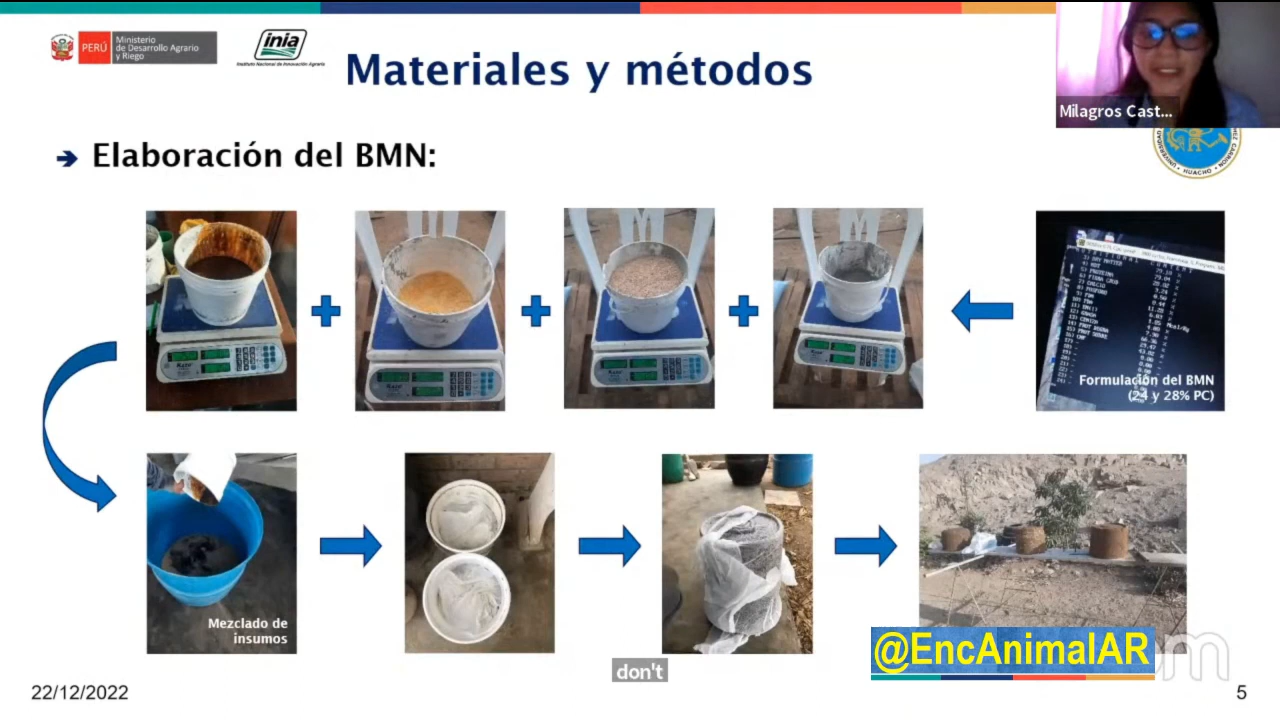 PERÚ
Ministerio
de Desarrollo Agrario
y Riego
inia
Instituto Nacional de Innovación Agraria
Materiales y métodos
Milagros Cast...
HUACHO
➔ Elaboración del BMN:
Formulación del BMN
(24 y 28% PC)
Mezclado de
insumos
don't
@EncAnimalAR
22/12/2022
5